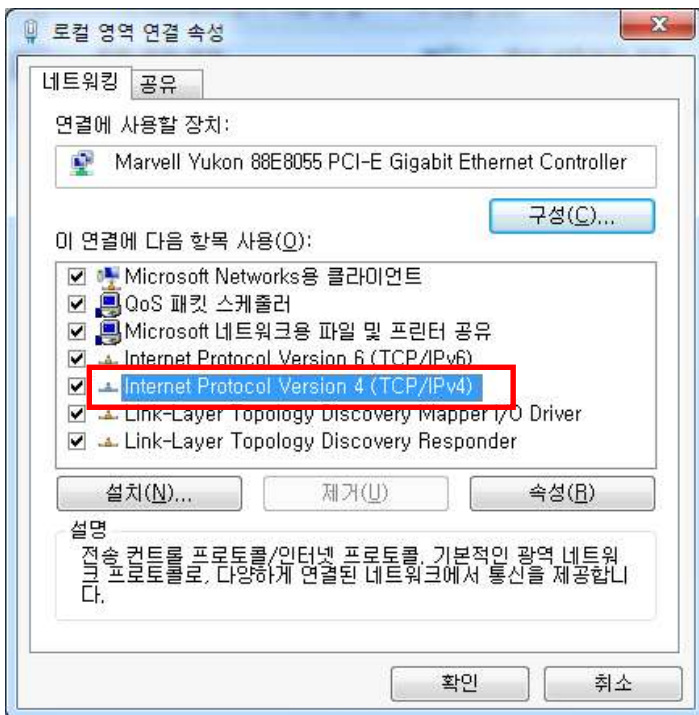 로컬 영역 연결 속성
네트워킹 공유
연결에 사용할 장치:
Marvell Yukon 88E8055 PCI-E Gigabit Ethernet Controller
구성(C)...
이 연결에 다음 항목 사용(O):
Microsoft Networks용 클라이언트
QoS 패킷 스케줄러
Microsoft 네트워크용 파일 및 프린터 공유
Internet Protocol Version 6 (TCP/IPv6)
Internet Protocol Version 4 (TCP/IPv4)
Link-Layer Topology Discovery Mapper I/O Driver
Link-Layer Topology Discovery Responder
설치(N)... 제거(U) 속성(R)
설명
전송 컨트롤 프로토콜/인터넷 프로토콜. 기본적인 광역 네트워
크 프로토콜로, 다양하게 연결된 네트워크에서 통신을 제공합니
다.
확인 취소